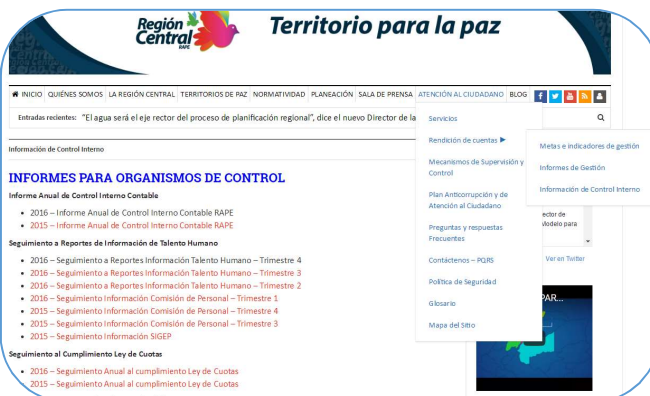 Región
Central
RAPE
Territorio para la paz
INICIO QUIÉNES SOMOS LA REGIÓN CENTRAL TERRITORIOS DE PAZ NORMATIVIDAD PLANEACIÓN SALA DE PRENSA ATENCIÓN AL CIUDADANO BLOG
Entradas recientes: "El agua será el eje rector del proceso de planificación regional", dice el nuevo Director de la
Servicios
Rendición de cuentas
Mecanismos de Supervisión y
Control
Plan Anticorrupción y de
Atención al Ciudadano
Preguntas y respuestas
Frecuentes
Contáctenos – PQRS
Política de Seguridad
Glosario
Mapa del Sitio
Metas e indicadores de gestión
Informes de Gestión
Información de Control Interno
ector de
Modelo para
Ver en Twitter
PAR...
Información de Control Interno
INFORMES PARA ORGANISMOS DE CONTROL
Informe Anual de Control Interno Contable
2016 – Informe Anual de Control Interno Contable RAPE
2015 – Informe Anual de Control Interno Contable RAPE
Seguimiento a Reportes de Información de Talento Humano
2016 – Seguimiento a Reportes Información Talento Humano – Trimestre 4
2016 – Seguimiento a Reportes Información Talento Humano – Trimestre 3
2016 – Seguimiento a Reportes Información Talento Humano – Trimestre 2
2016 – Seguimiento Información Comisión de Personal – Trimestre 1
2015 – Seguimiento Información Comisión de Personal – Trimestre 4
2015 – Seguimiento Información Comisión de Personal – Trimestre 3
2015 – Seguimiento Información SIGEP
Seguimiento al Cumplimiento Ley de Cuotas
2016 – Seguimiento Anual al cumplimiento Ley de Cuotas
2015 – Seguimiento Anual al cumplimiento Ley de Cuotas